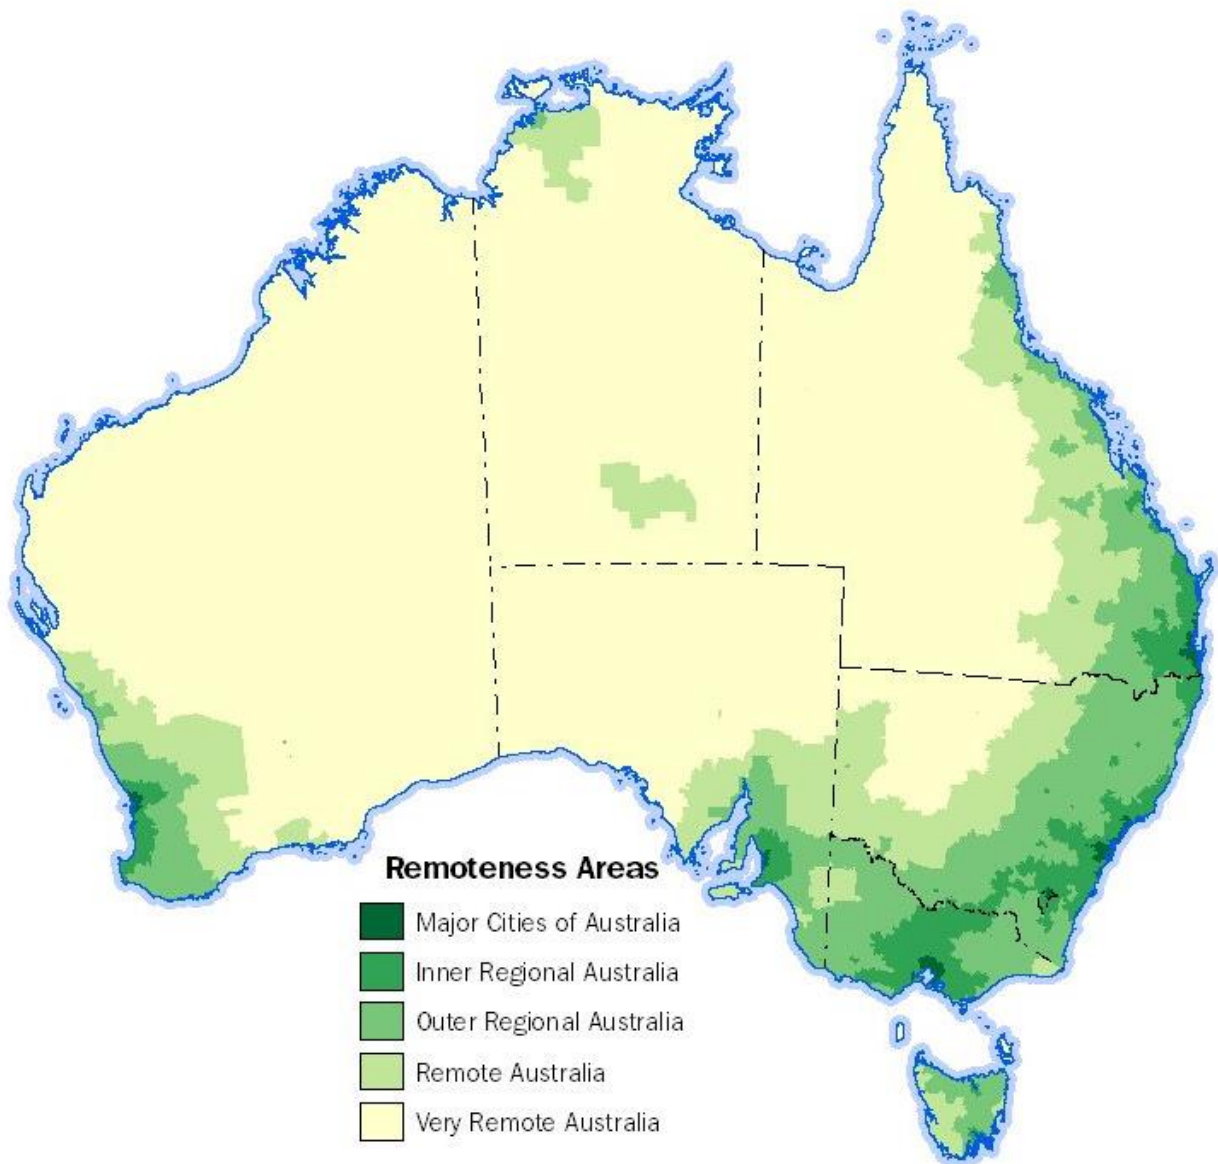 Remoteness Areas
Major Cities of Australia
Inner Regional Australia
Outer Regional Australia
Remote Australia
Very Remote Australia